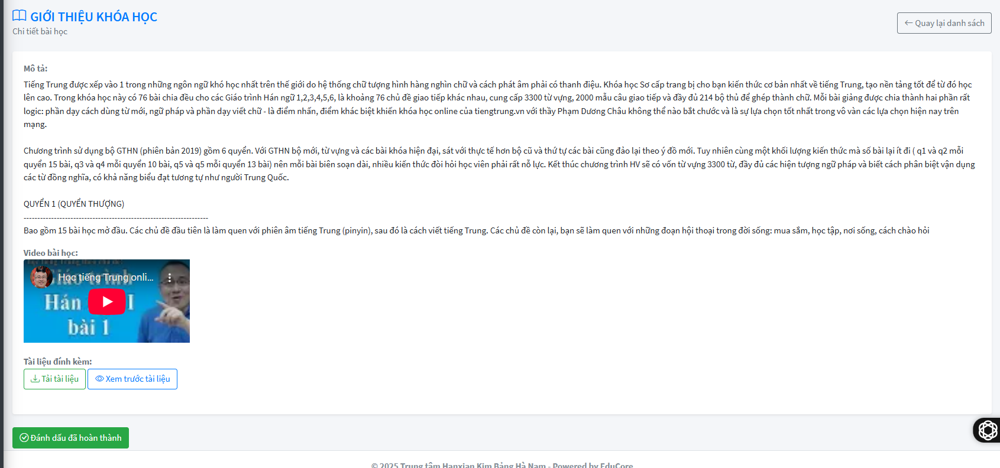 GIỚI THIỆU KHÓA HỌC
Chi tiết bài học
← Quay lại danh sách
Mô tả:
Tiếng Trung được xếp vào 1 trong những ngôn ngữ khó học nhất trên thế giới do hệ thống chữ tượng hình hàng nghìn chữ và cách phát âm phải có thanh điệu. Khóa học Sơ cấp trang bị cho bạn kiến thức cơ bản nhất về tiếng Trung, tạo nền tảng tốt để từ đó học
lên cao. Trong khóa học này có 76 bài chia đều cho các Giáo trình Hán ngữ 1,2,3,4,5,6, là khoảng 76 chủ đề giao tiếp khác nhau, cung cấp 3300 từ vựng, 2000 mẫu câu giao tiếp và đầy đủ 214 bộ thủ để ghép thành chữ. Mỗi bài giảng được chia thành hai phần rất
logic: phần dạy cách dùng từ mới, ngữ pháp và phần dạy viết chữ - là điểm nhấn, điểm khác biệt khiến khóa học online của tiengtrung.vn với thầy Phạm Dương Châu không thể nào bắt chước và là sự lựa chọn tốt nhất trong vô vàn các lựa chọn hiện nay trên
mạng.
Chương trình sử dụng bộ GTHN (phiên bản 2019) gồm 6 quyển. Với GTHN bộ mới, từ vựng và các bài khóa hiện đại, sát với thực tế hơn bộ cũ và thứ tự các bài cũng đảo lại theo ý đồ mới. Tuy nhiên cùng một khối lượng kiến thức mà số bài lại ít đi ( q1 và q2 mỗi
quyển 15 bài, q3 và q4 mỗi quyển 10 bài, q5 và q5 mỗi quyển 13 bài) nên mỗi bài biên soạn dài, nhiều kiến thức đòi hỏi học viên phải rất nỗ lực. Kết thúc chương trình HV sẽ có vốn từ vựng 3300 từ, đầy đủ các hiện tượng ngữ pháp và biết cách phân biệt vận dụng
các từ đồng nghĩa, có khả năng biểu đạt tương tự như người Trung Quốc.
QUYỂN 1 (QUYỂN THƯỢNG)
--------------------------------------------------------------------
Bao gồm 15 bài học mở đầu. Các chủ đề đầu tiên là làm quen với phiên âm tiếng Trung (pinyin), sau đó là cách viết tiếng Trung. Các chủ đề còn lại, bạn sẽ làm quen với những đoạn hội thoại trong đời sống: mua sắm, học tập, nơi sống, cách chào hỏi
Video bài học:
Học tiếng Trung onli...
Giáo trình
Hán I
bài 1
Tài liệu đính kèm:
Tải tài liệu
Xem trước tài liệu
Đánh dấu đã hoàn thành
© 2025 Trung tâm Hanxian Kim Bảng Hà Nam - Powered by EduCore